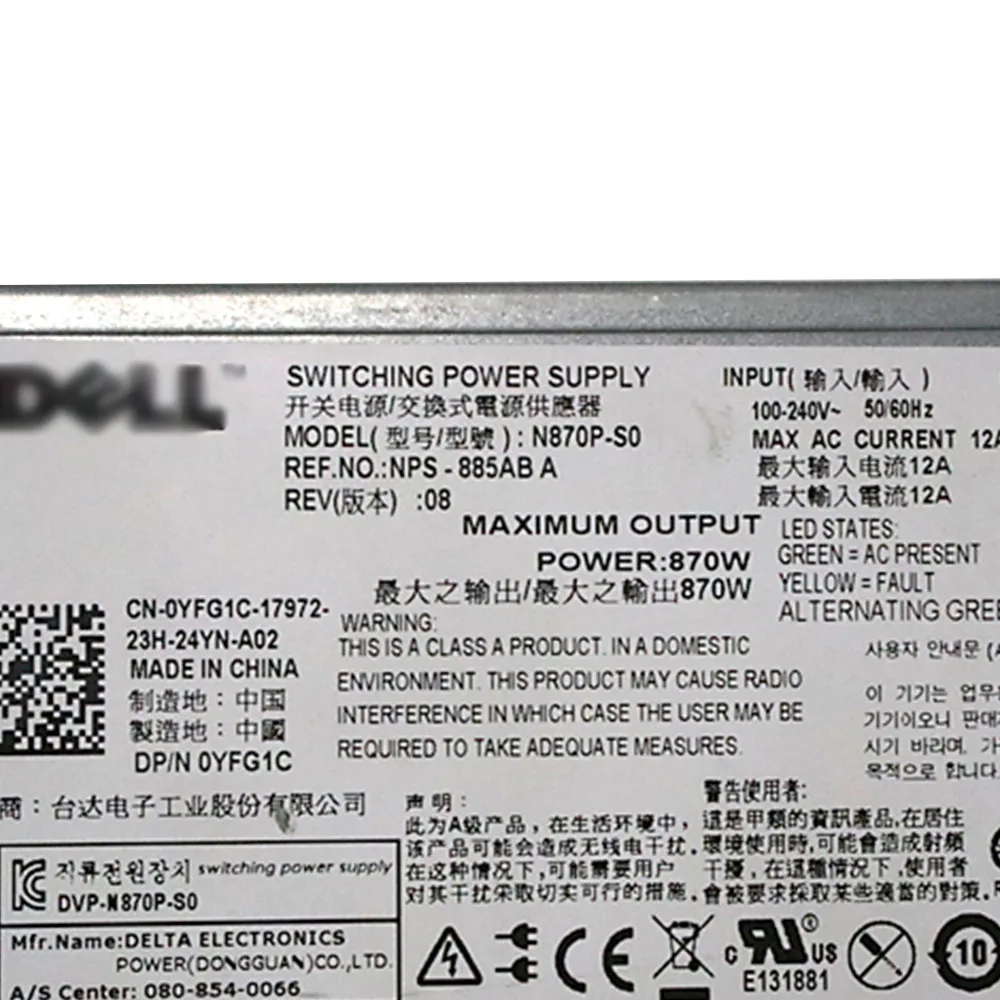 DELL™
SWITCHING POWER SUPPLY
开关电源/交換式電源供應器
MODEL(型号/型號):N870P-S0
REF.NO.:NPS-885AB A
REV(版本) :08
INPUT(输入/輸入)
100-240V~ 50/60Hz
MAX AC CURRENT 12A
最大输入电流12A
最大輸入電流12A
MAXIMUM OUTPUT
POWER:870W
最大之输出/最大之輸出870W
LED STATES:
GREEN = AC PRESENT
YELLOW = FAULT
ALTERNATING GREE
CN-0YFG1C-17972-
23H-24YN-A02
MADE IN CHINA
制造地：中国
製造地：中國
DP/N 0YFG1C
WARNING:
THIS IS A CLASS A PRODUCT. IN A DOMESTIC
ENVIRONMENT. THIS PRODUCT MAY CAUSE RADIO
INTERFERENCE IN WHICH CASE THE USER MAY BE
REQUIRED TO TAKE ADEQUATE MEASURES.
사용자 안내문 (A
이 기기는 업무
기기이오니 판매
시기 바라며, 가
목적으로 합니다
商：台达电子工业股份有限公司
声明：
此为A级产品，在生活环境中，
该产品可能会造成无线电干扰.
在这种情况下，可能需要用户
对其干扰采取切实可行的措施.
警告使用者:
這是甲類的資訊產品,在居住
環境使用時,可能會造成射頻
干擾，在這種情況下,使用者
會被要求採取某些適當的對策.
직류전원장치 switching power supply
DVP-N870P-S0
Mfr.Name:DELTA ELECTRONICS
POWER(DONGGUAN)CO.,LTD.
A/S Center: 080-854-0066
CE
c RU® US
E131881
10